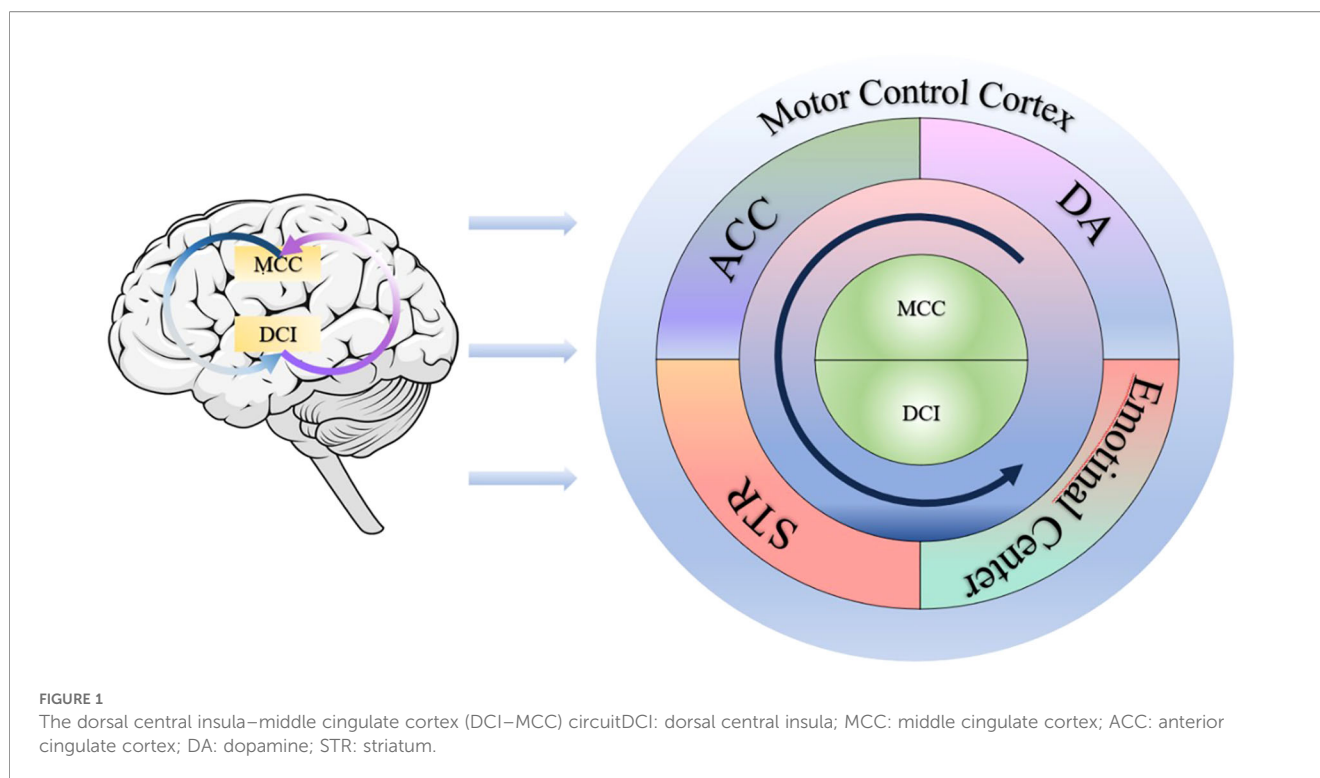 MCC
DCI
Motor Control Cortex
ACC
DA
MCC
DCI
STR
Emotinal Center
FIGURE 1
The dorsal central insula–middle cingulate cortex (DCI–MCC) circuitDCI: dorsal central insula; MCC: middle cingulate cortex; ACC: anterior
cingulate cortex; DA: dopamine; STR: striatum.